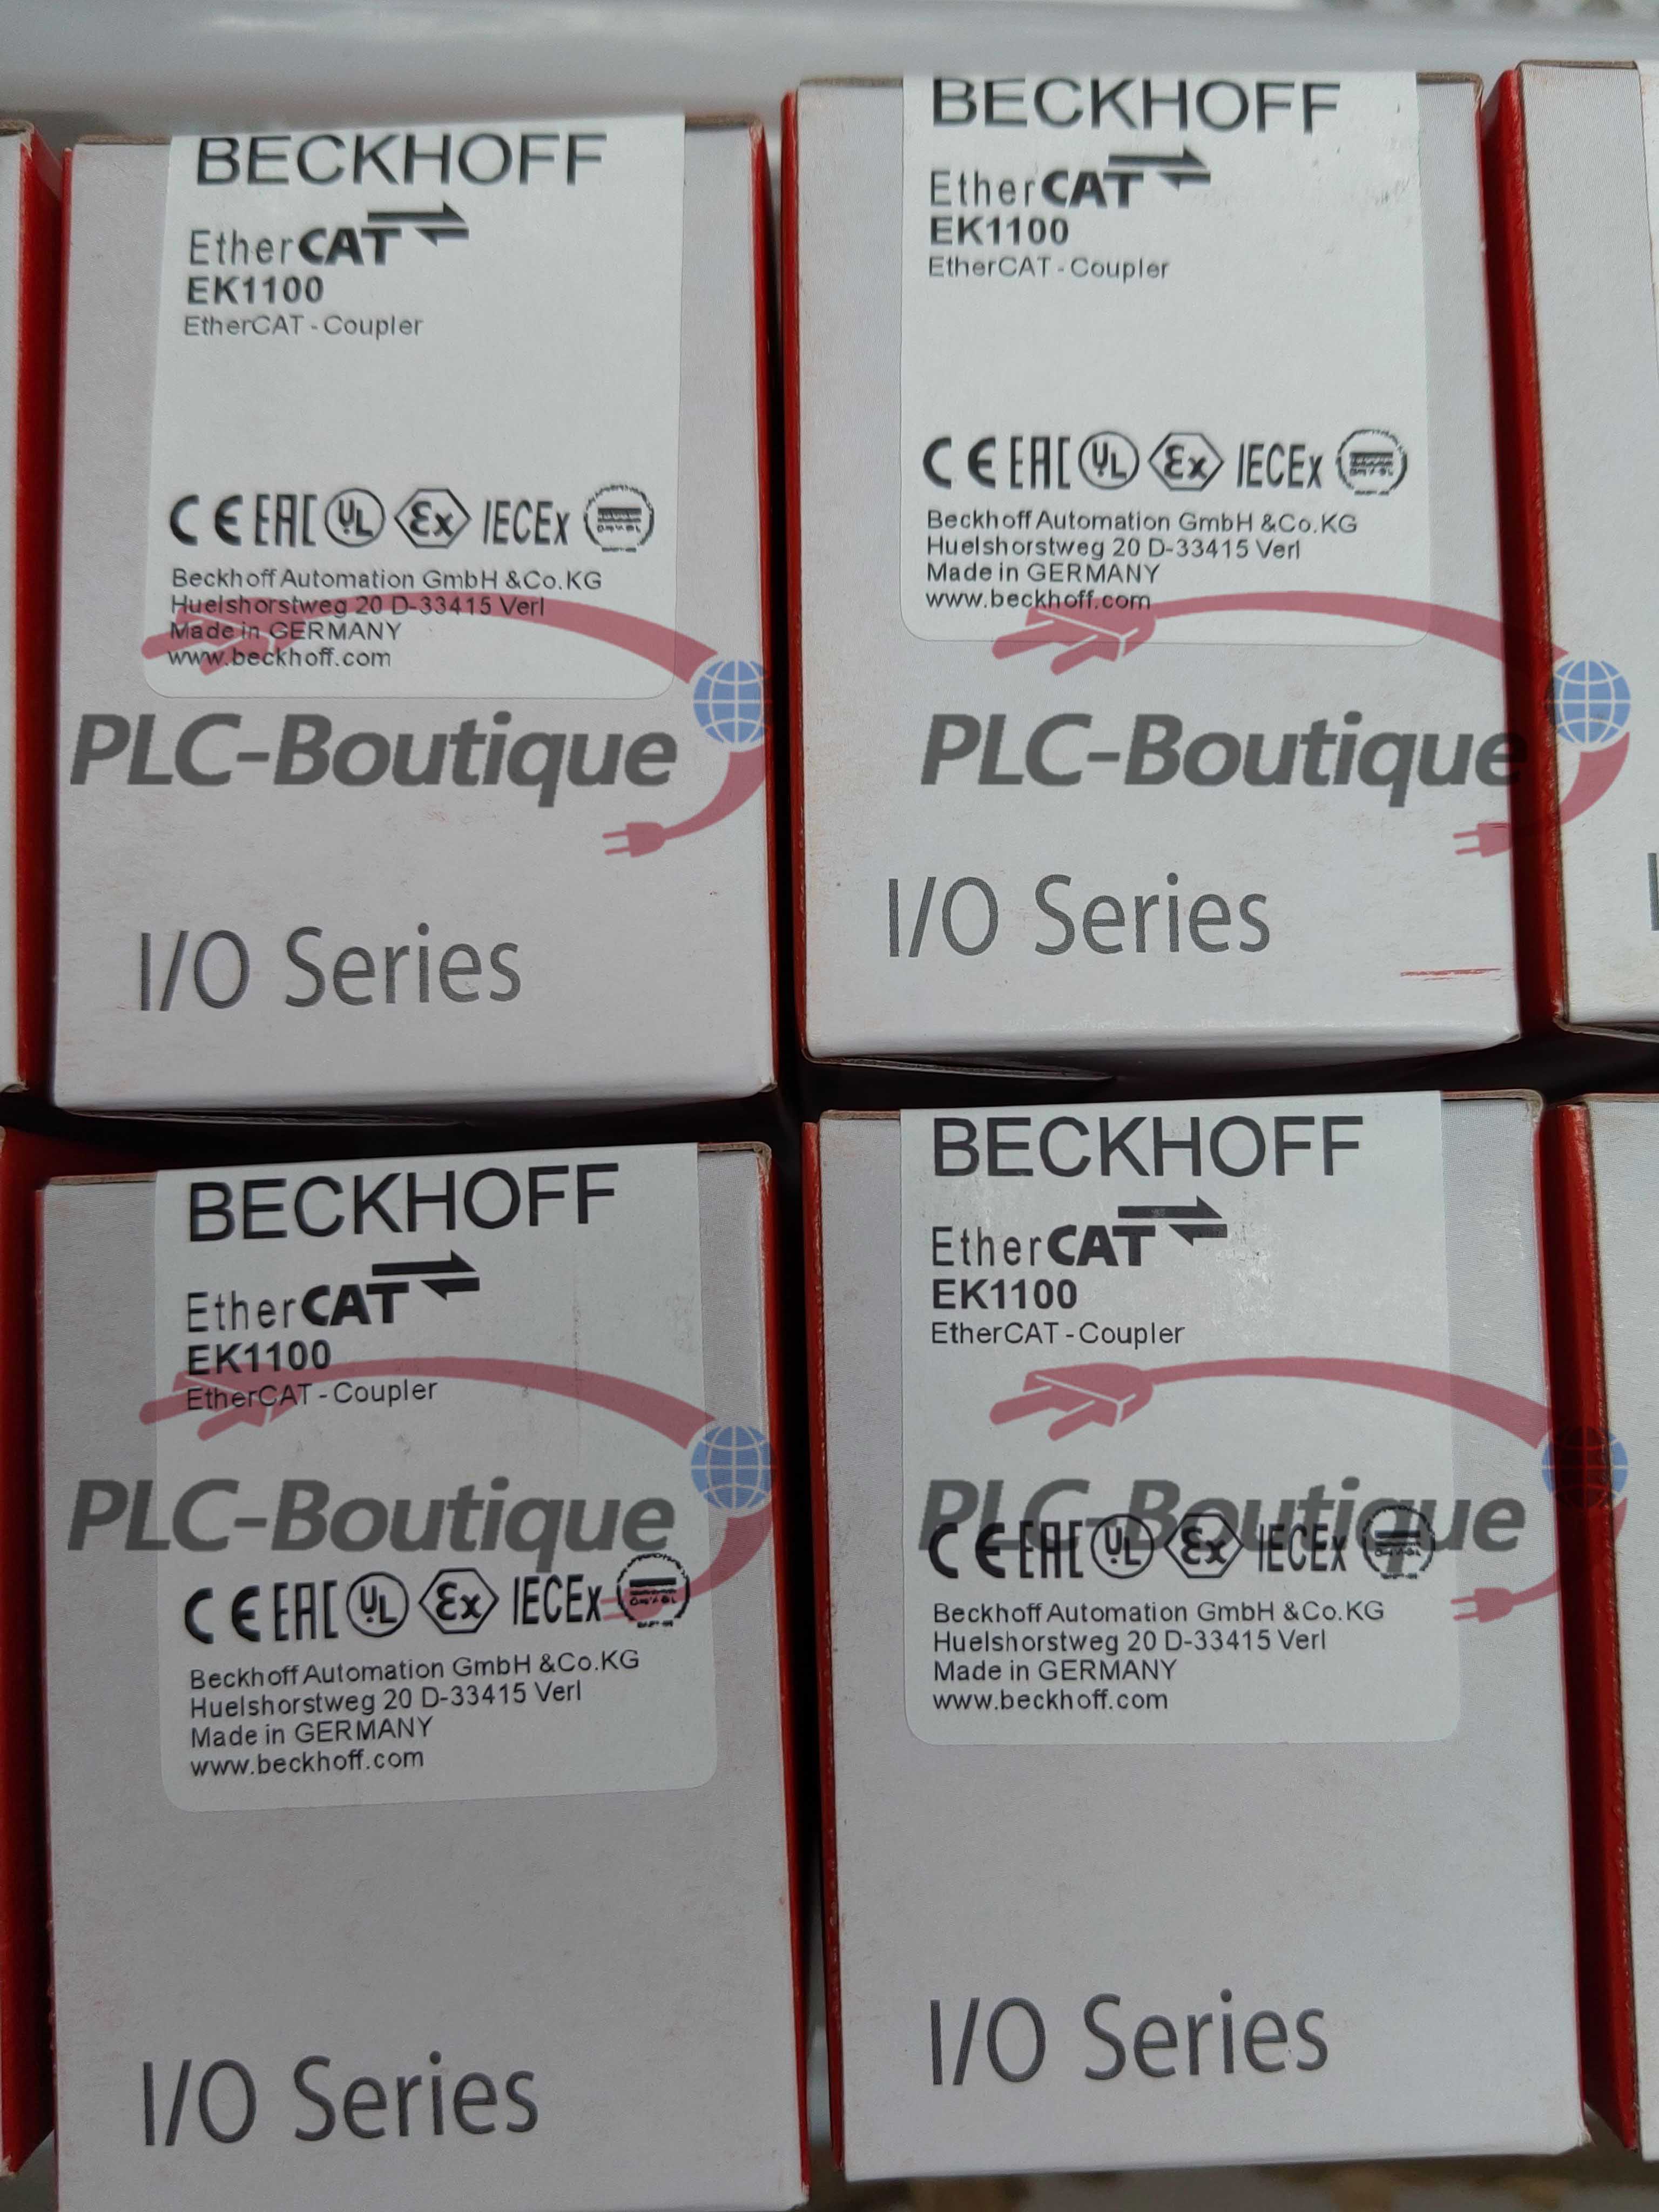 BECKHOFF
EtherCAT
EK1100
EtherCAT - Coupler
CE EAC UL Ex IECEx
Beckhoff Automation GmbH &Co.KG
Huelshorstweg 20 D-33415 Verl
Made in GERMANY
www.beckhoff.com
PLC-Boutique
I/O Series
BECKHOFF
EtherCAT
EK1100
EtherCAT - Coupler
CE EAC UL Ex IECEx
Beckhoff Automation GmbH &Co.KG
Huelshorstweg 20 D-33415 Verl
Made in GERMANY
www.beckhoff.com
PLC-Boutique
I/O Series
BECKHOFF
EtherCAT
EK1100
EtherCAT - Coupler
PLC-Boutique
CE EAC UL Ex IECEx
Beckhoff Automation GmbH &Co.KG
Huelshorstweg 20 D-33415 Verl
Made in GERMANY
www.beckhoff.com
I/O Series
BECKHOFF
EtherCAT
EK1100
EtherCAT - Coupler
PLC-Boutique
CE EAC UL Ex IECEx
Beckhoff Automation GmbH &Co.KG
Huelshorstweg 20 D-33415 Verl
Made in GERMANY
www.beckhoff.com
I/O Series